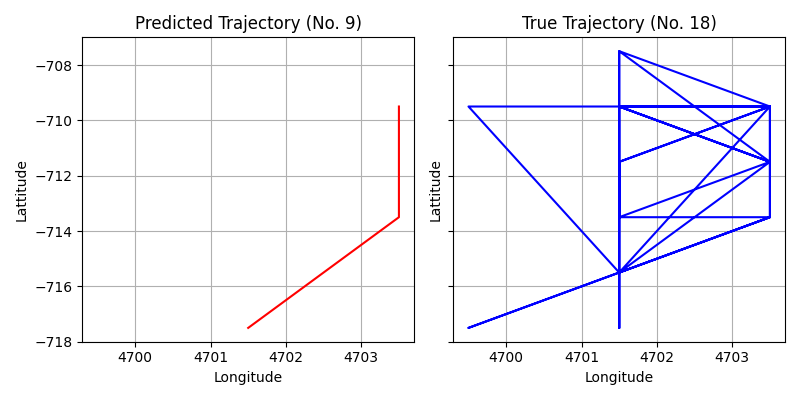 Predicted Trajectory (No. 9)
True Trajectory (No. 18)
Lattitude
−708
−710
−712
−714
−716
−718
4700
4701
4702
4703
Longitude
Lattitude
4700
4701
4702
4703
Longitude